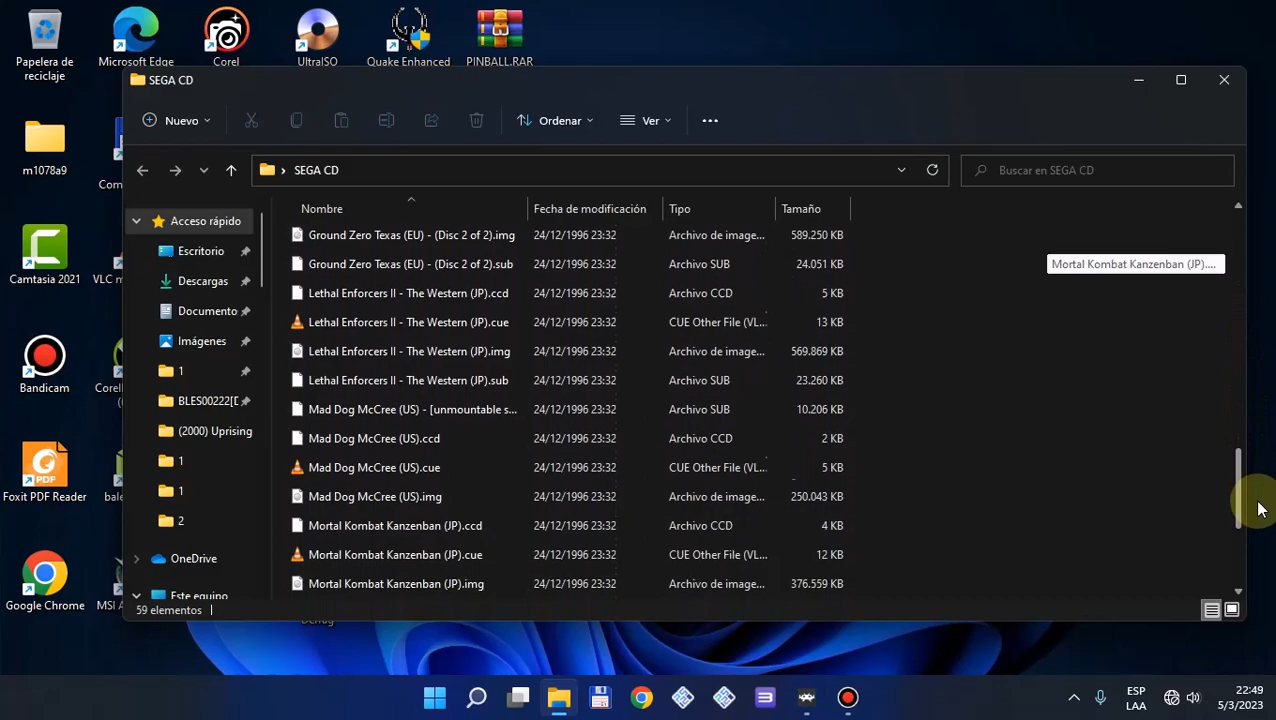 Papelera de reciclaje
Microsoft Edge
Corel
UltraISO
Quake Enhanced
PINBALL.RAR
m1078a9
Com
Camtasia 2021
VLC m
Bandicam
Corel
(
Foxit PDF Reader
bale
Google Chrome
MSI A
SEGA CD
Nuevo
Ordenar
Ver
SEGA CD
Buscar en SEGA CD
Nombre Fecha de modificación Tipo Tamaño
Acceso rápido
Escritorio
Descargas
Documento
Imágenes
1
BLES00222[D
(2000) Uprising
1
1
2
OneDrive
Este equipo
Ground Zero Texas (EU) - (Disc 2 of 2).img 24/12/1996 23:32 Archivo de image... 589.250 KB
Ground Zero Texas (EU) - (Disc 2 of 2).sub 24/12/1996 23:32 Archivo SUB 24.051 KB
Lethal Enforcers II - The Western (JP).ccd 24/12/1996 23:32 Archivo CCD 5 KB
Lethal Enforcers II - The Western (JP).cue 24/12/1996 23:32 CUE Other File (VL... 13 KB
Lethal Enforcers II - The Western (JP).img 24/12/1996 23:32 Archivo de image... 569.869 KB
Lethal Enforcers II - The Western (JP).sub 24/12/1996 23:32 Archivo SUB 23.260 KB
Mad Dog McCree (US) - [unmountable s... 24/12/1996 23:32 Archivo SUB 10.206 KB
Mad Dog McCree (US).ccd 24/12/1996 23:32 Archivo CCD 2 KB
Mad Dog McCree (US).cue 24/12/1996 23:32 CUE Other File (VL... 5 KB
Mad Dog McCree (US).img 24/12/1996 23:32 Archivo de image... 250.043 KB
Mortal Kombat Kanzenban (JP).ccd 24/12/1996 23:32 Archivo CCD 4 KB
Mortal Kombat Kanzenban (JP).cue 24/12/1996 23:32 CUE Other File (VL... 12 KB
Mortal Kombat Kanzenban (JP).img 24/12/1996 23:32 Archivo de image... 376.559 KB
Mortal Kombat Kanzenban (JP)....
59 elementos
ESP
LAA
22:49
5/3/2023